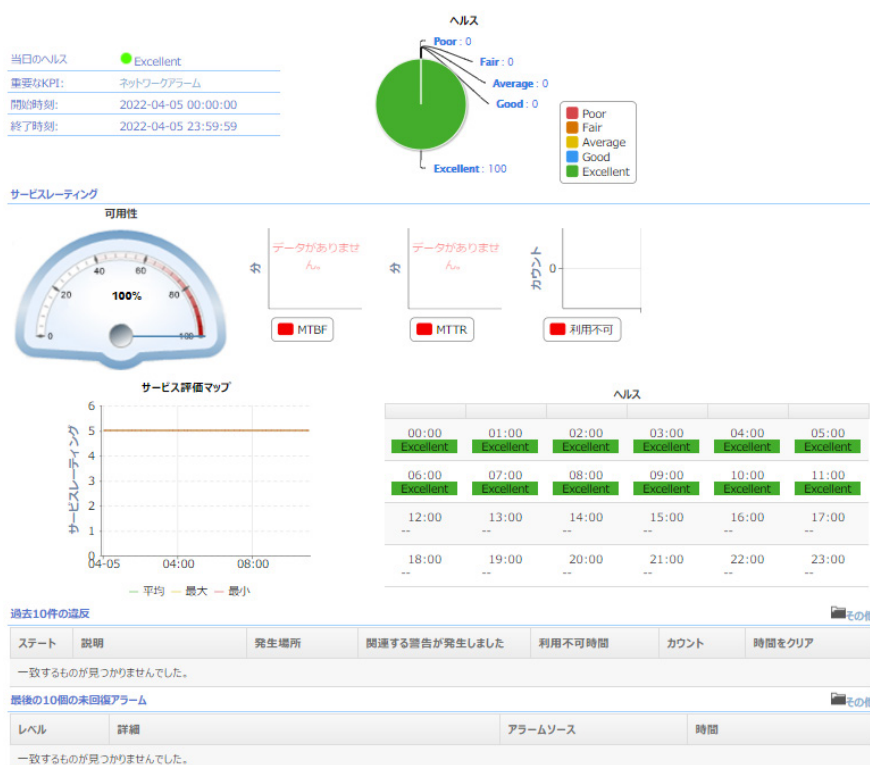 ヘルス
当日のヘルス Excellent
重要なKPI: ネットワークアラーム
開始時刻: 2022-04-05 00:00:00
終了時刻: 2022-04-05 23:59:59
Poor : 0
Fair : 0
Average : 0
Good : 0
Excellent : 100
Poor
Fair
Average
Good
Excellent
サービスレーティング
可用性
0 20 40 60 80 100
100%
分
データがありませ
ん。
MTBF
分
データがありませ
ん。
MTTR
カウント
0
利用不可
サービス評価マップ
サービスレーティング
6
5
4
3
2
1
0
04-05 04:00 08:00
平均 最大 最小
ヘルス
00:00 01:00 02:00 03:00 04:00 05:00
Excellent Excellent Excellent Excellent Excellent Excellent
06:00 07:00 08:00 09:00 10:00 11:00
Excellent Excellent Excellent Excellent Excellent Excellent
12:00 13:00 14:00 15:00 16:00 17:00
-- -- -- -- -- --
18:00 19:00 20:00 21:00 22:00 23:00
-- -- -- -- -- --
過去10件の違反 その他
ステート 説明 発生場所 関連する警告が発生しました 利用不可時間 カウント 時間をクリア
一致するものが見つかりませんでした。
最後の10個の未回復アラーム その他
レベル 詳細 アラームソース 時間
一致するものが見つかりませんでした。